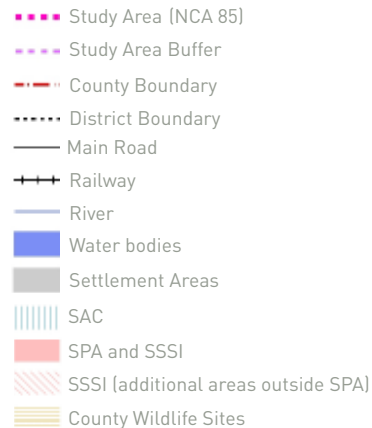 Study Area (NCA 85)
Study Area Buffer
County Boundary
District Boundary
Main Road
Railway
River
Water bodies
Settlement Areas
SAC
SPA and SSSI
SSSI (additional areas outside SPA)
County Wildlife Sites